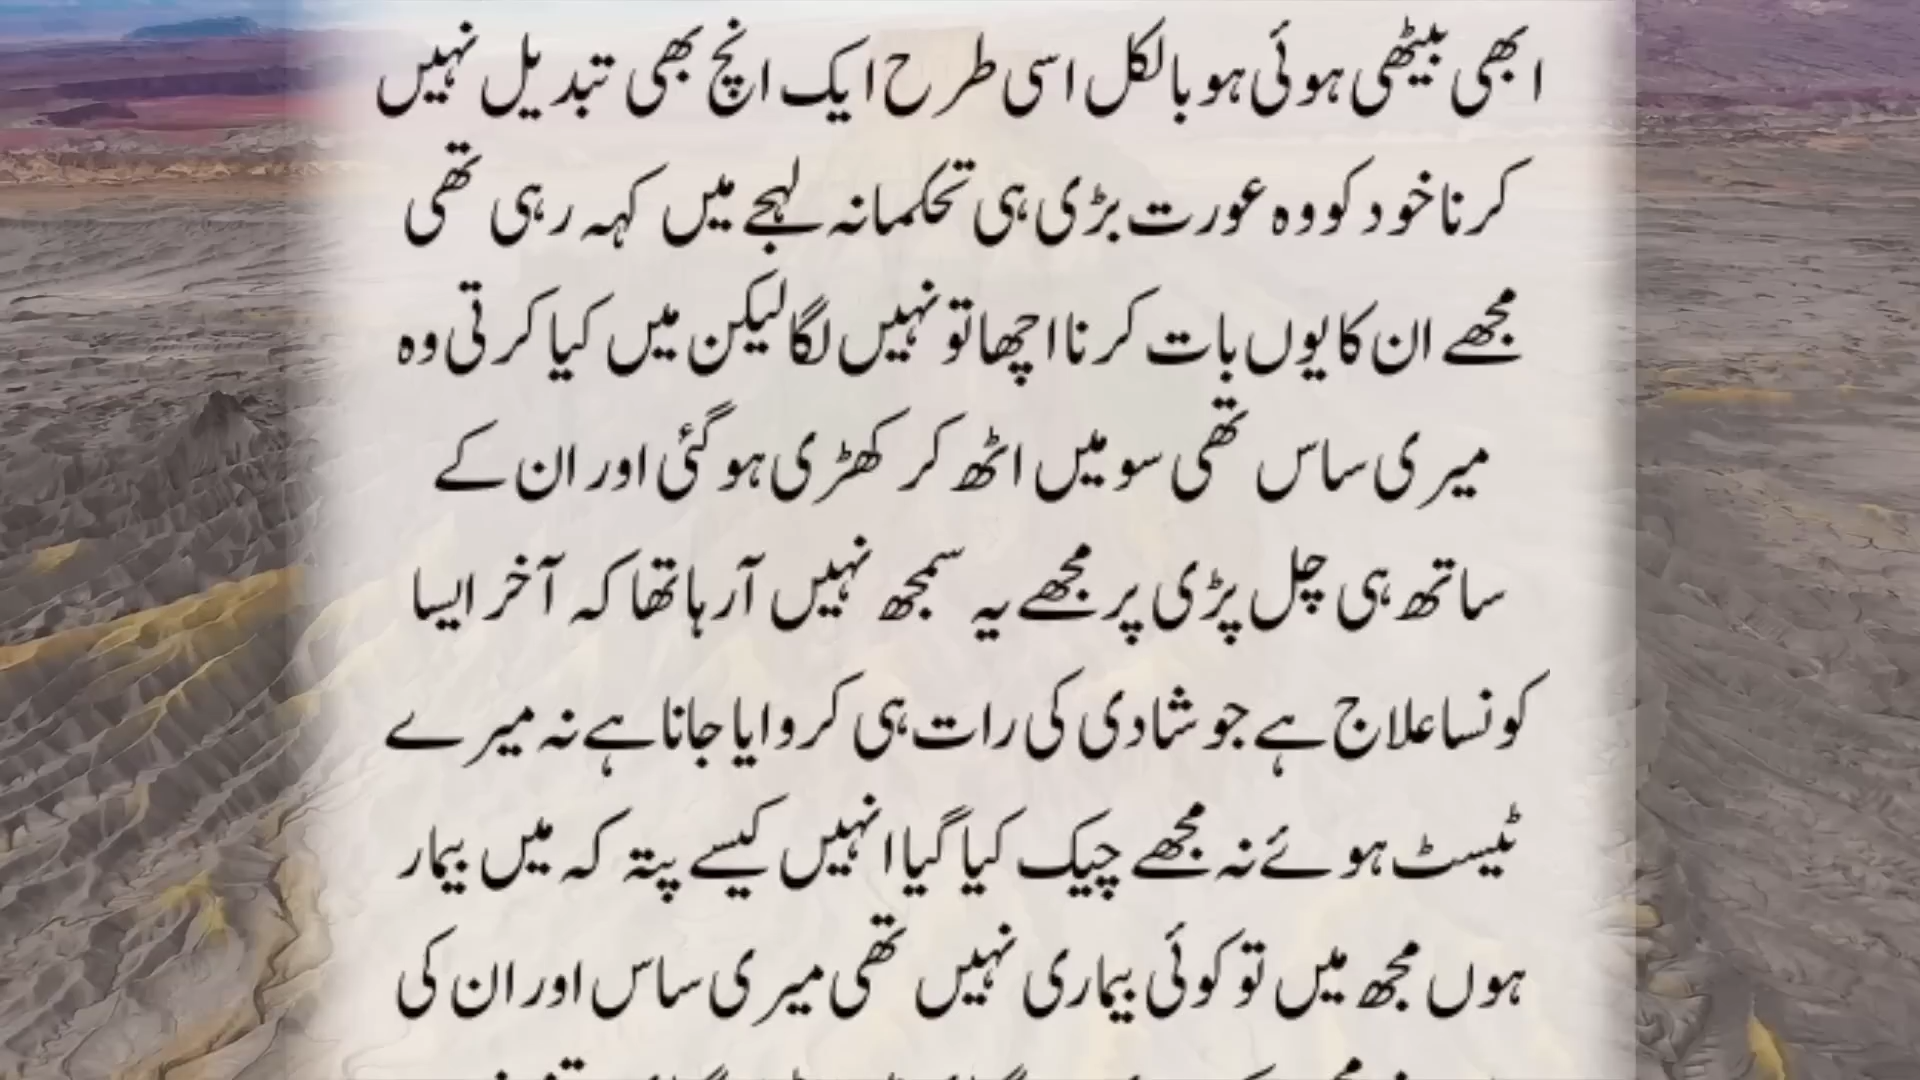 ابھی بیٹھی ہوئی ہو بالکل اسی طرح ایک انچ بھی تبدیل نہیں
کرنا خود کو وہ عورت بڑی ہی تحکمانہ لہجے میں کہہ رہی تھی
مجھے ان کا یوں بات کرنا اچھا تو نہیں لگا لیکن میں کیا کرتی وہ
میری ساس تھی سو میں اٹھ کر کھڑی ہو گئی اور ان کے
ساتھ ہی چل پڑی پر مجھے یہ سمجھ نہیں آرہا تھا کہ آخر ایسا
کونسا علاج ہے جو شادی کی رات ہی کروایا جانا ہے نہ میرے
ٹیسٹ ہوئے نہ مجھے چیک کیا گیا انہیں کیسے پتہ کہ میں بیمار
ہوں مجھ میں تو کوئی بیماری نہیں تھی میری ساس اور ان کی